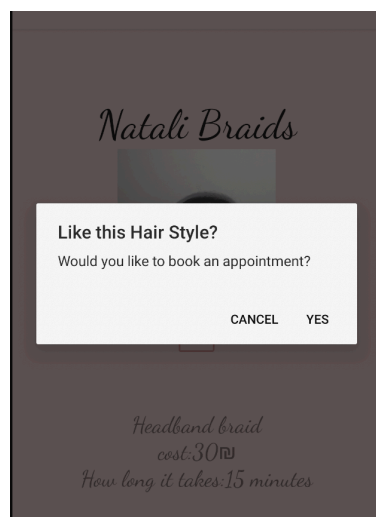 Natali Braids
Like this Hair Style?
Would you like to book an appointment?
CANCEL YES
Headband braid
cost:30₪
How long it takes:15 minutes